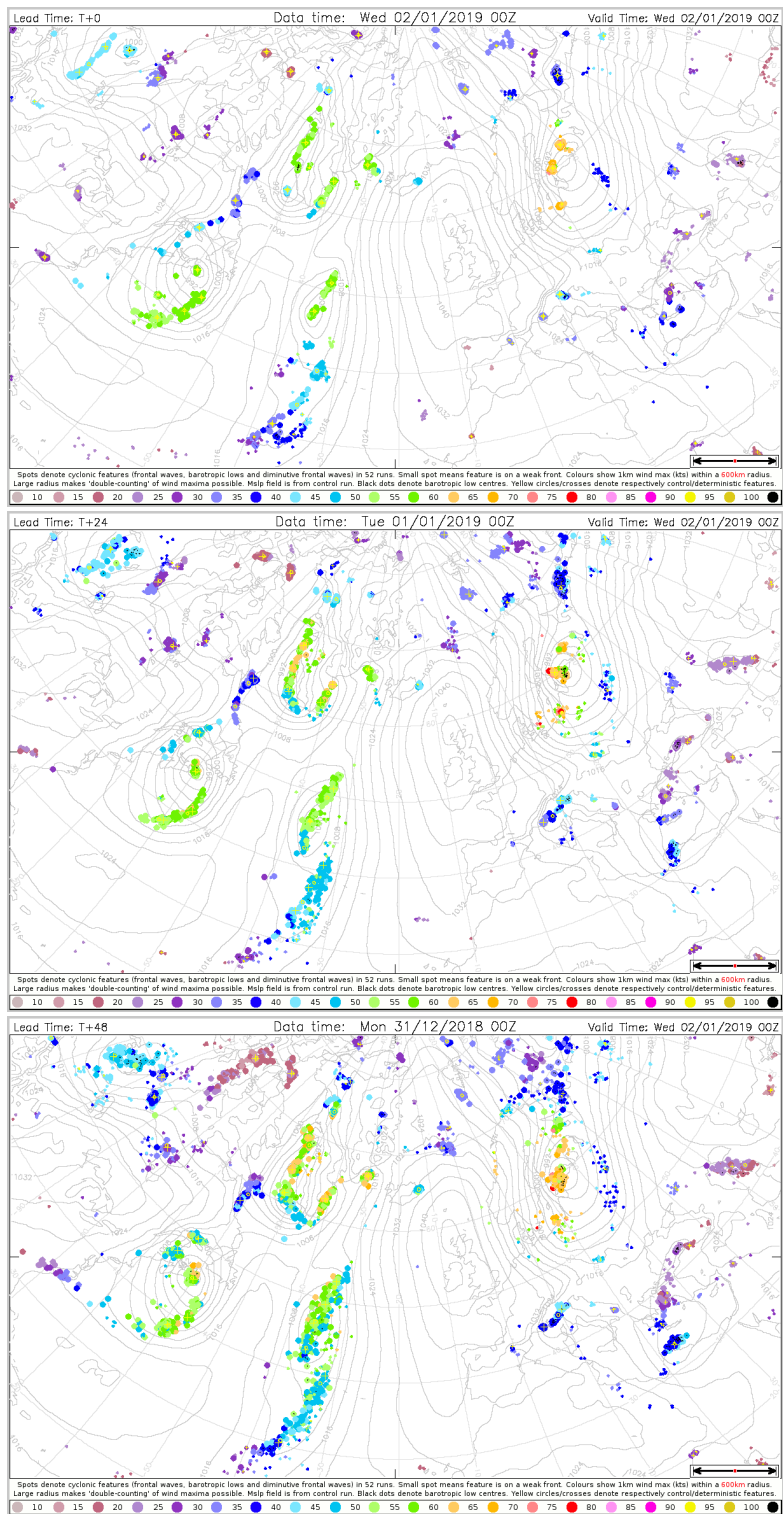 Lead Time: T+0 Data time: Wed 02/01/2019 00Z Valid Time: Wed 02/01/2019 00Z
Spots denote cyclonic features (frontal waves, barotropic lows and diminutive frontal waves) in 52 runs. Small spot means feature is on a weak front. Colours show 1km wind max (kts) within a 600km radius.
Large radius makes 'double-counting' of wind maxima possible. Mslp field is from control run. Black dots denote barotropic low centres. Yellow circles/crosses denote respectively control/deterministic features.
10 15 20 25 30 35 40 45 50 55 60 65 70 75 80 85 90 95 100
Lead Time: T+24 Data time: Tue 01/01/2019 00Z Valid Time: Wed 02/01/2019 00Z
Spots denote cyclonic features (frontal waves, barotropic lows and diminutive frontal waves) in 52 runs. Small spot means feature is on a weak front. Colours show 1km wind max (kts) within a 600km radius.
Large radius makes 'double-counting' of wind maxima possible. Mslp field is from control run. Black dots denote barotropic low centres. Yellow circles/crosses denote respectively control/deterministic features.
10 15 20 25 30 35 40 45 50 55 60 65 70 75 80 85 90 95 100
Lead Time: T+48 Data time: Mon 31/12/2018 00Z Valid Time: Wed 02/01/2019 00Z
Spots denote cyclonic features (frontal waves, barotropic lows and diminutive frontal waves) in 52 runs. Small spot means feature is on a weak front. Colours show 1km wind max (kts) within a 600km radius.
Large radius makes 'double-counting' of wind maxima possible. Mslp field is from control run. Black dots denote barotropic low centres. Yellow circles/crosses denote respectively control/deterministic features.
10 15 20 25 30 35 40 45 50 55 60 65 70 75 80 85 90 95 100